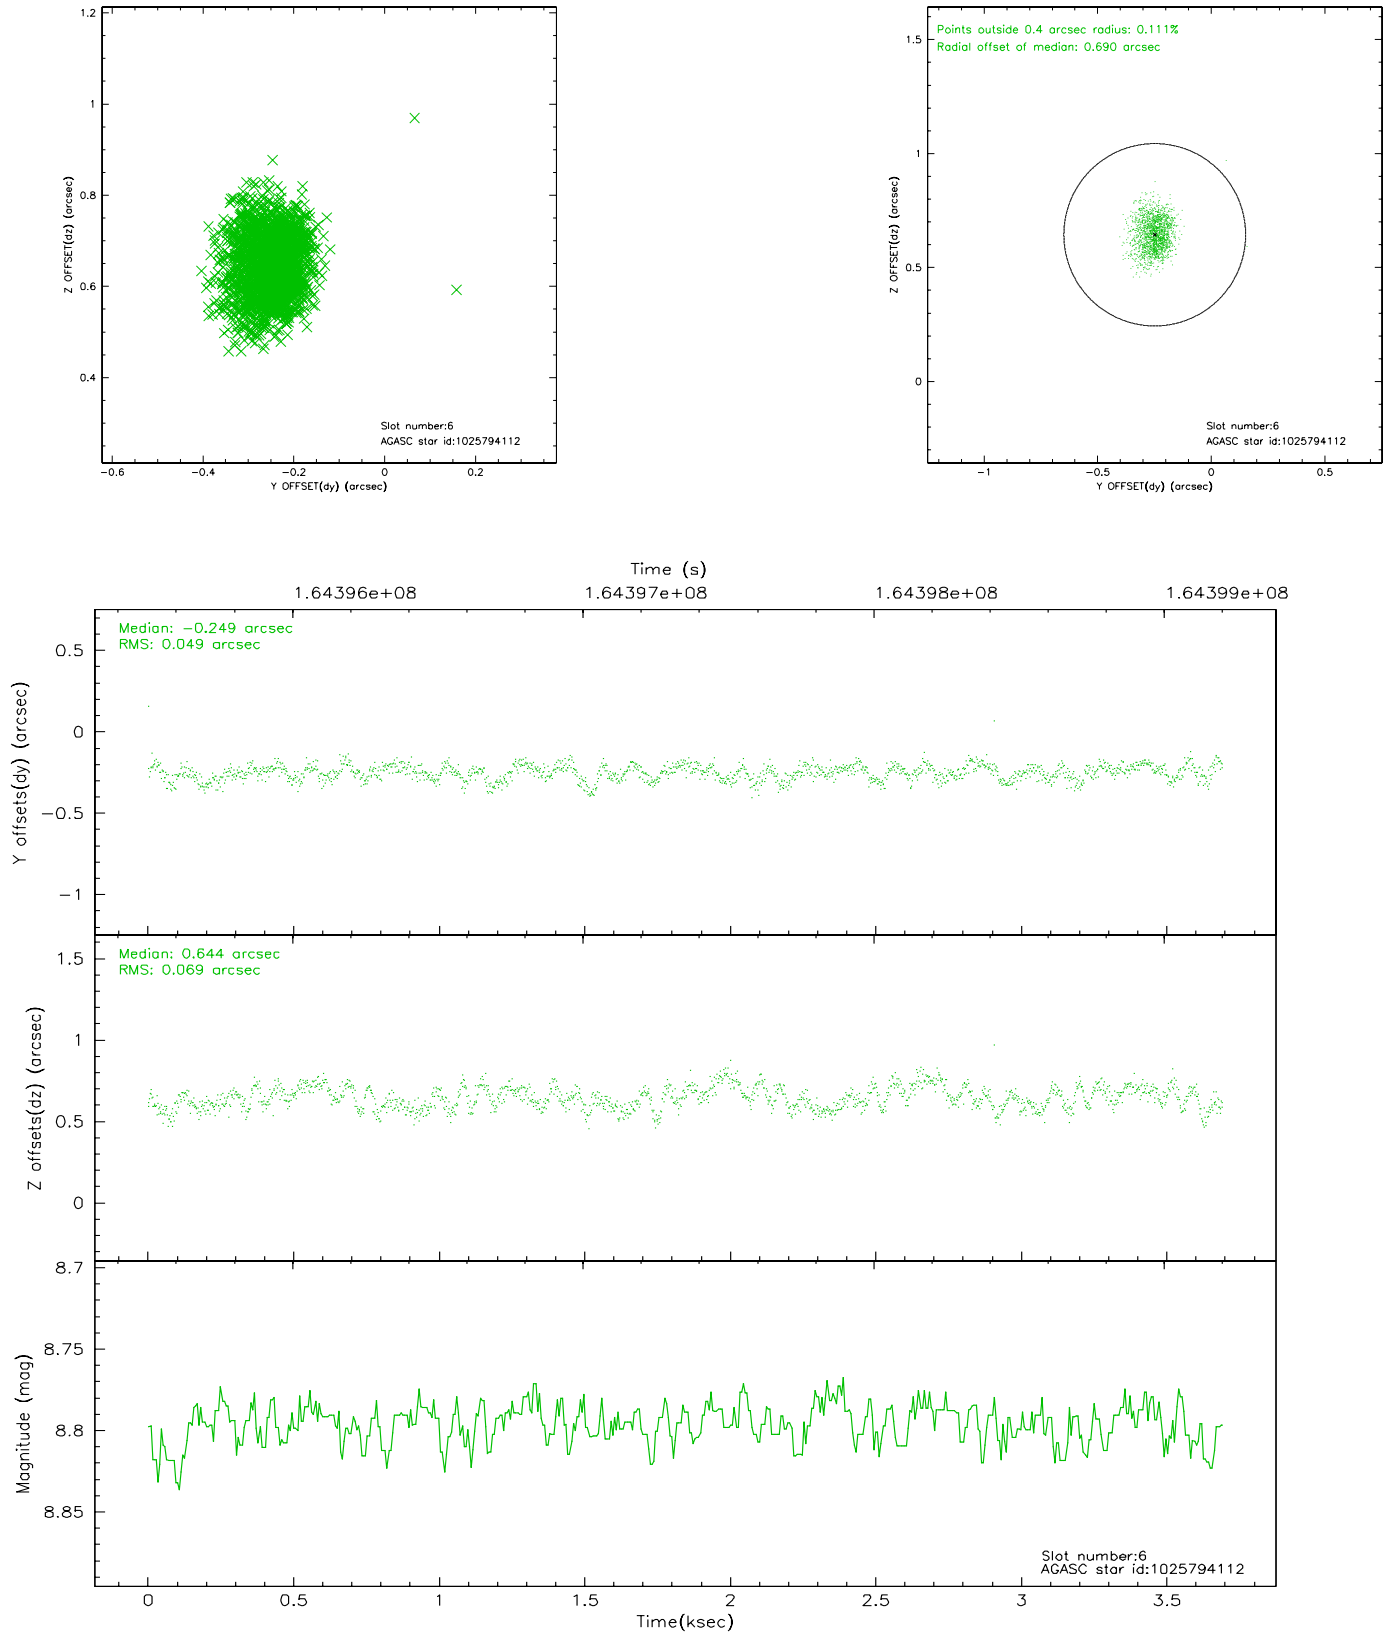 1.2
1
0.8
0.6
0.4
Z OFFSET(dz) (arcsec)
Slot number:6
AGASC star id:1025794112
−0.6 −0.4 −0.2 0 0.2
Y OFFSET(dy) (arcsec)
Points outside 0.4 arcsec radius: 0.111%
Radial offset of median: 0.690 arcsec
1.5
1
0.5
0
Z OFFSET(dz) (arcsec)
Slot number:6
AGASC star id:1025794112
−1 −0.5 0 0.5
Y OFFSET(dy) (arcsec)
Time (s)
1.64396e+08 1.64397e+08 1.64398e+08 1.64399e+08
Median: −0.249 arcsec
RMS: 0.049 arcsec
0.5
0
−0.5
−1
Y offsets(dy) (arcsec)
Median: 0.644 arcsec
RMS: 0.069 arcsec
1.5
1
0.5
0
Z offsets(dz) (arcsec)
8.7
8.75
8.8
8.85
Magnitude (mag)
Slot number:6
AGASC star id:1025794112
0 0.5 1 1.5 2 2.5 3 3.5
Time(ksec)